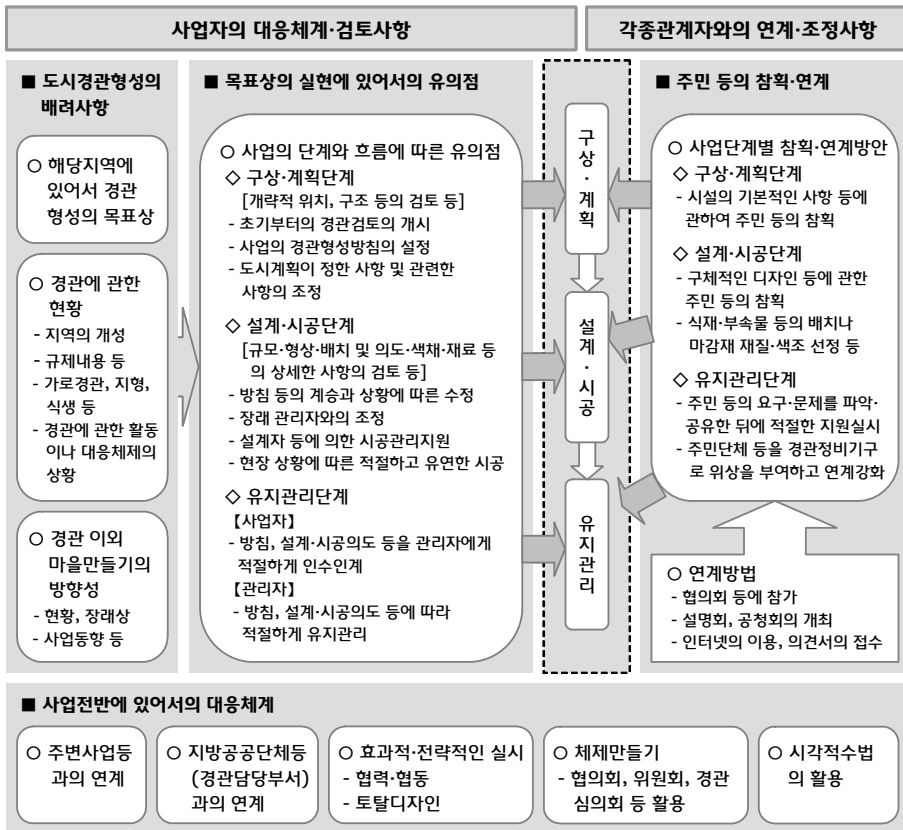 사업자의 대응체계·검토사항
각종관계자와의 연계·조정사항
■ 도시경관형성의
배려사항
○ 해당지역에
있어서 경관
형성의 목표상
○ 경관에 관한
현황
- 지역의 개성
- 규제내용 등
- 가로경관, 지형,
식생 등
- 경관에 관한 활동
이나 대응체제의
상황
○ 경관 이외
마을만들기의
방향성
- 현황, 장래상
- 사업동향 등
■ 목표상의 실현에 있어서의 유의점
○ 사업의 단계와 흐름에 따른 유의점
◇ 구상·계획단계
[개략적 위치, 구조 등의 검토 등]
- 초기부터의 경관검토의 개시
- 사업의 경관형성방침의 설정
- 도시계획이 정한 사항 및 관련한
사항의 조정
◇ 설계·시공단계
[규모·형상·배치 및 의도·색채·재료 등
의 상세한 사항의 검토 등]
- 방침 등의 계승과 상황에 따른 수정
- 장래 관리자와의 조정
- 설계자 등에 의한 시공관리지원
- 현장 상황에 따른 적절하고 유연한 시공
◇ 유지관리단계
【사업자】
- 방침, 설계·시공의도 등을 관리자에게
적절하게 인수인계
【관리자】
- 방침, 설계·시공의도 등에 따라
적절하게 유지관리
구상·계획
설계·시공
유지관리
■ 주민 등의 참획·연계
○ 사업단계별 참획·연계방안
◇ 구상·계획단계
- 시설의 기본적인 사항 등에
관하여 주민 등의 참획
◇ 설계·시공단계
- 구체적인 디자인 등에 관한
주민 등의 참획
- 식재·부속물 등의 배치나
마감재 재질·색조 선정 등
◇ 유지관리단계
- 주민 등의 요구·문제를 파악·
공유한 뒤에 적절한 지원실시
- 주민단체 등을 경관정비기구
로 위상을 부여하고 연계강화
○ 연계방법
- 협의회 등에 참가
- 설명회, 공청회의 개최
- 인터넷의 이용, 의견서의 접수
■ 사업전반에 있어서의 대응체계
○ 주변사업등
과의 연계
○ 지방공공단체등
(경관담당부서)
과의 연계
○ 효과적·전략적인 실시
- 협력·협동
- 토탈디자인
○ 체제만들기
- 협의회, 위원회, 경관
심의회 등 활용
○ 시각적수법
의 활용